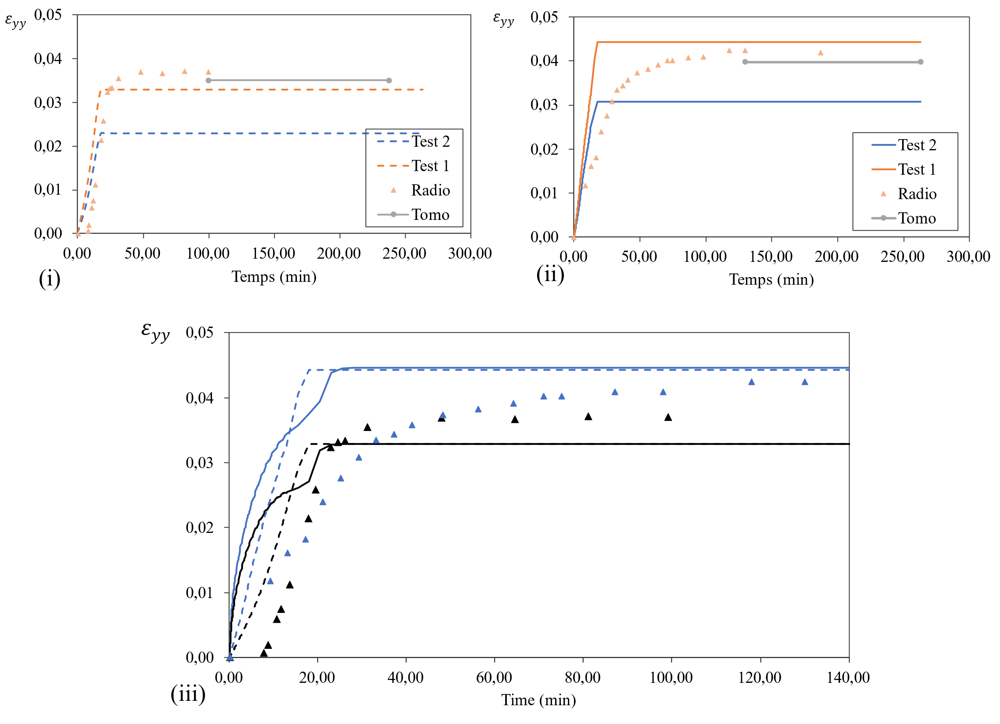 εyy
0,05
0,04
0,03
0,02
0,01
0,00
0,00 50,00 100,00 150,00 200,00 250,00 300,00
Temps (min)
(i)
Test 2
Test 1
Radio
Tomo
εyy
0,05
0,04
0,03
0,02
0,01
0,00
0,00 50,00 100,00 150,00 200,00 250,00 300,00
Temps (min)
(ii)
Test 2
Test 1
Radio
Tomo
εyy
0,05
0,04
0,03
0,02
0,01
0,00
0,00 20,00 40,00 60,00 80,00 100,00 120,00 140,00
Time (min)
(iii)